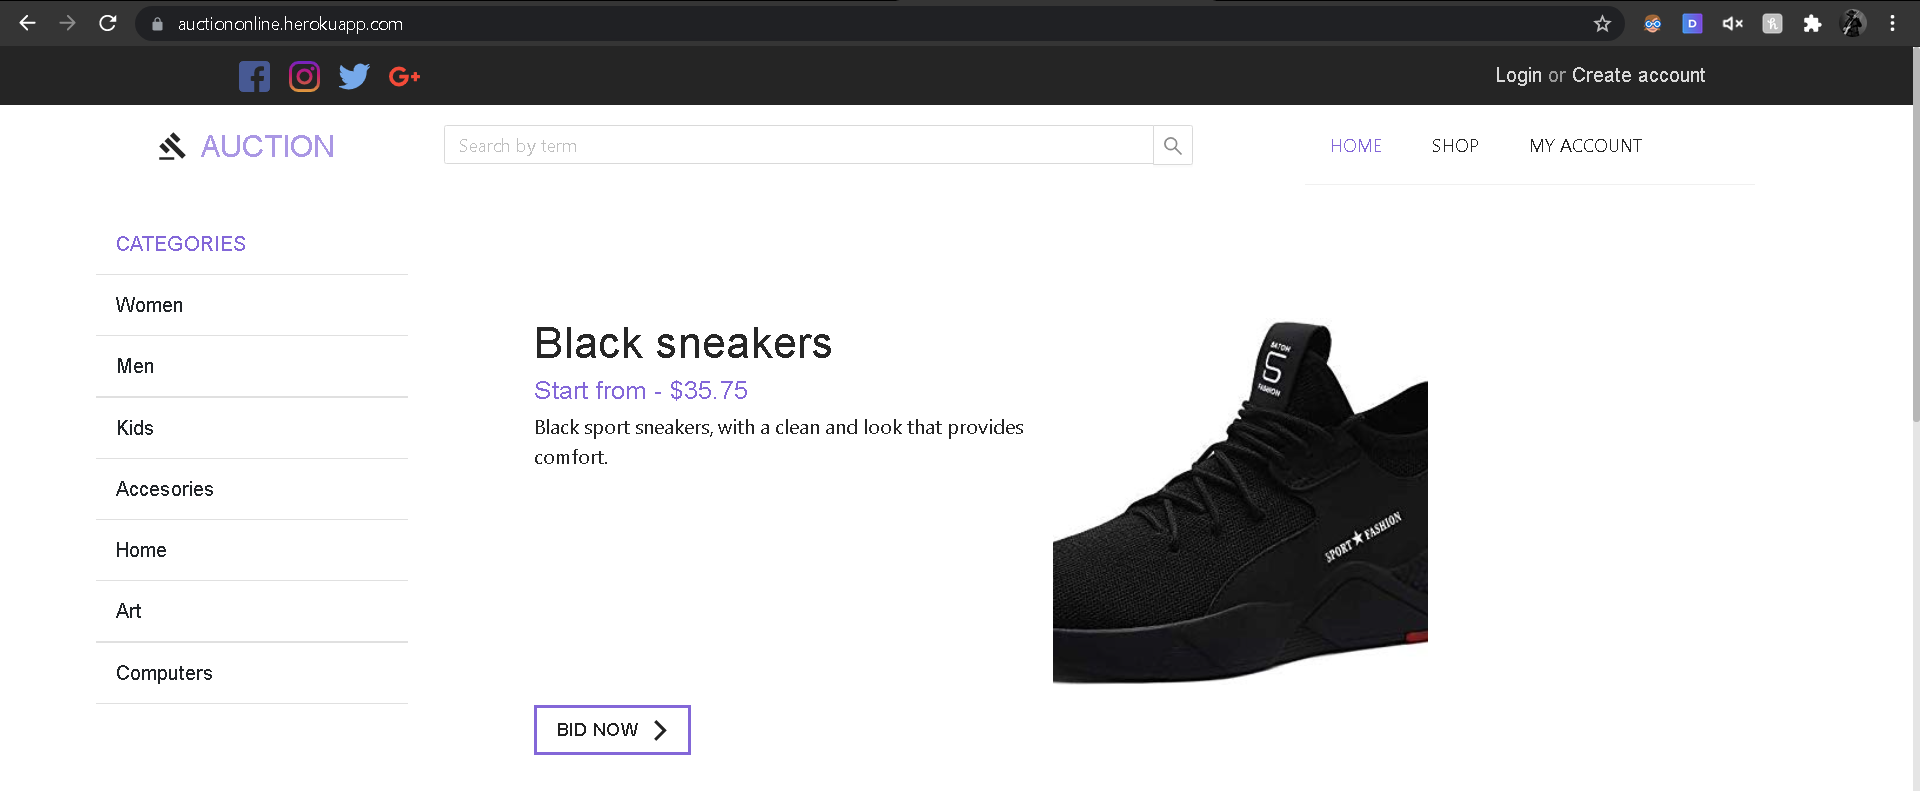 auctiononline.herokuapp.com
Login or Create account
AUCTION
Search by term
HOME SHOP MY ACCOUNT
CATEGORIES
Women
Men
Kids
Accesories
Home
Art
Computers
Black sneakers
Start from - $35.75
Black sport sneakers, with a clean and look that provides
comfort.
SATOM
S
FASHION
SPORT★FASHION
BID NOW